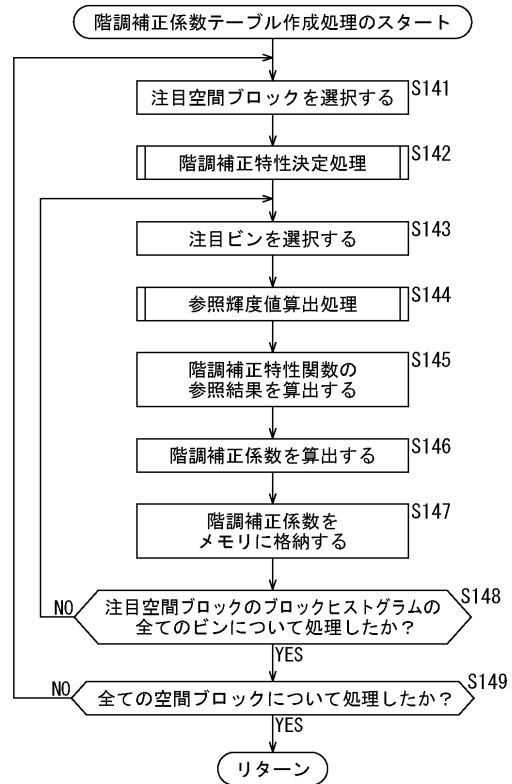 階調補正係数テーブル作成処理のスタート
S141
注目空間ブロックを選択する
S142
階調補正特性決定処理
S143
注目ビンを選択する
S144
参照輝度値算出処理
S145
階調補正特性関数の
参照結果を算出する
S146
階調補正係数を算出する
S147
階調補正係数を
メモリに格納する
S148
NO
注目空間ブロックのブロックヒストグラムの
全てのビンについて処理したか？
YES
S149
NO
全ての空間ブロックについて処理したか？
YES
リターン